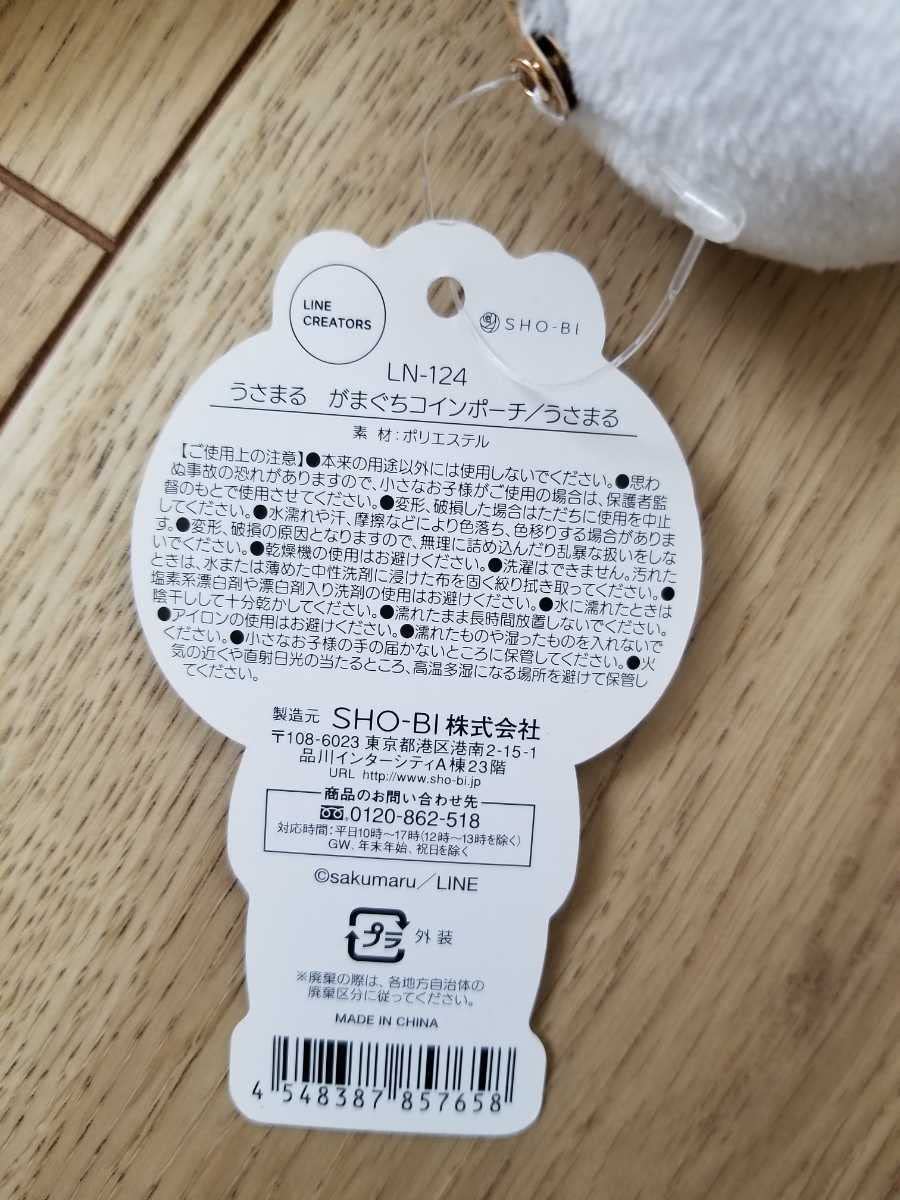 LINE
CREATORS
SHO-BI
LN-124
うさまる がまぐちコインポーチ/うさまる
素 材:ポリエステル
【ご使用上の注意】●本来の用途以外には使用しないでください。●思わ
ぬ事故の恐れがありますので、小さなお子様がご使用の場合は、保護者監
督のもとで使用させてください。●変形、破損した場合はただちに使用を中止
してください。●水濡れや汗、摩擦などにより色落ち、色移りする場合がありま
す。●変形、破損の原因となりますので、無理に詰め込んだり乱暴な扱いをしな
いでください。●乾燥機の使用はお避けください。●洗濯はできません。汚れた
ときは、水または薄めた中性洗剤に浸けた布を固く絞り拭き取ってください。●
塩素系漂白剤や漂白剤入り洗剤の使用はお避けください。●水に濡れたときは
陰干しして十分乾かしてください。●濡れたまま長時間放置しないでください。
●アイロンの使用はお避けください。●濡れたものや湿ったものを入れないで
ください。●小さなお子様の手の届かないところに保管してください。●火
気の近くや直射日光の当たるところ、高温多湿になる場所を避けて保管し
てください。
製造元 SHO-BI株式会社
〒108-6023 東京都港区港南2-15-1
品川インターシティA棟23階
URL http://www.sho-bi.jp
商品のお問い合わせ先
0120-862-518
対応時間:平日10時〜17時(12時〜13時を除く)
GW、年末年始、祝日を除く
©sakumaru/LINE
プラ 外装
※廃棄の際は、各地方自治体の
廃棄区分に従ってください。
MADE IN CHINA
4 548387 857658